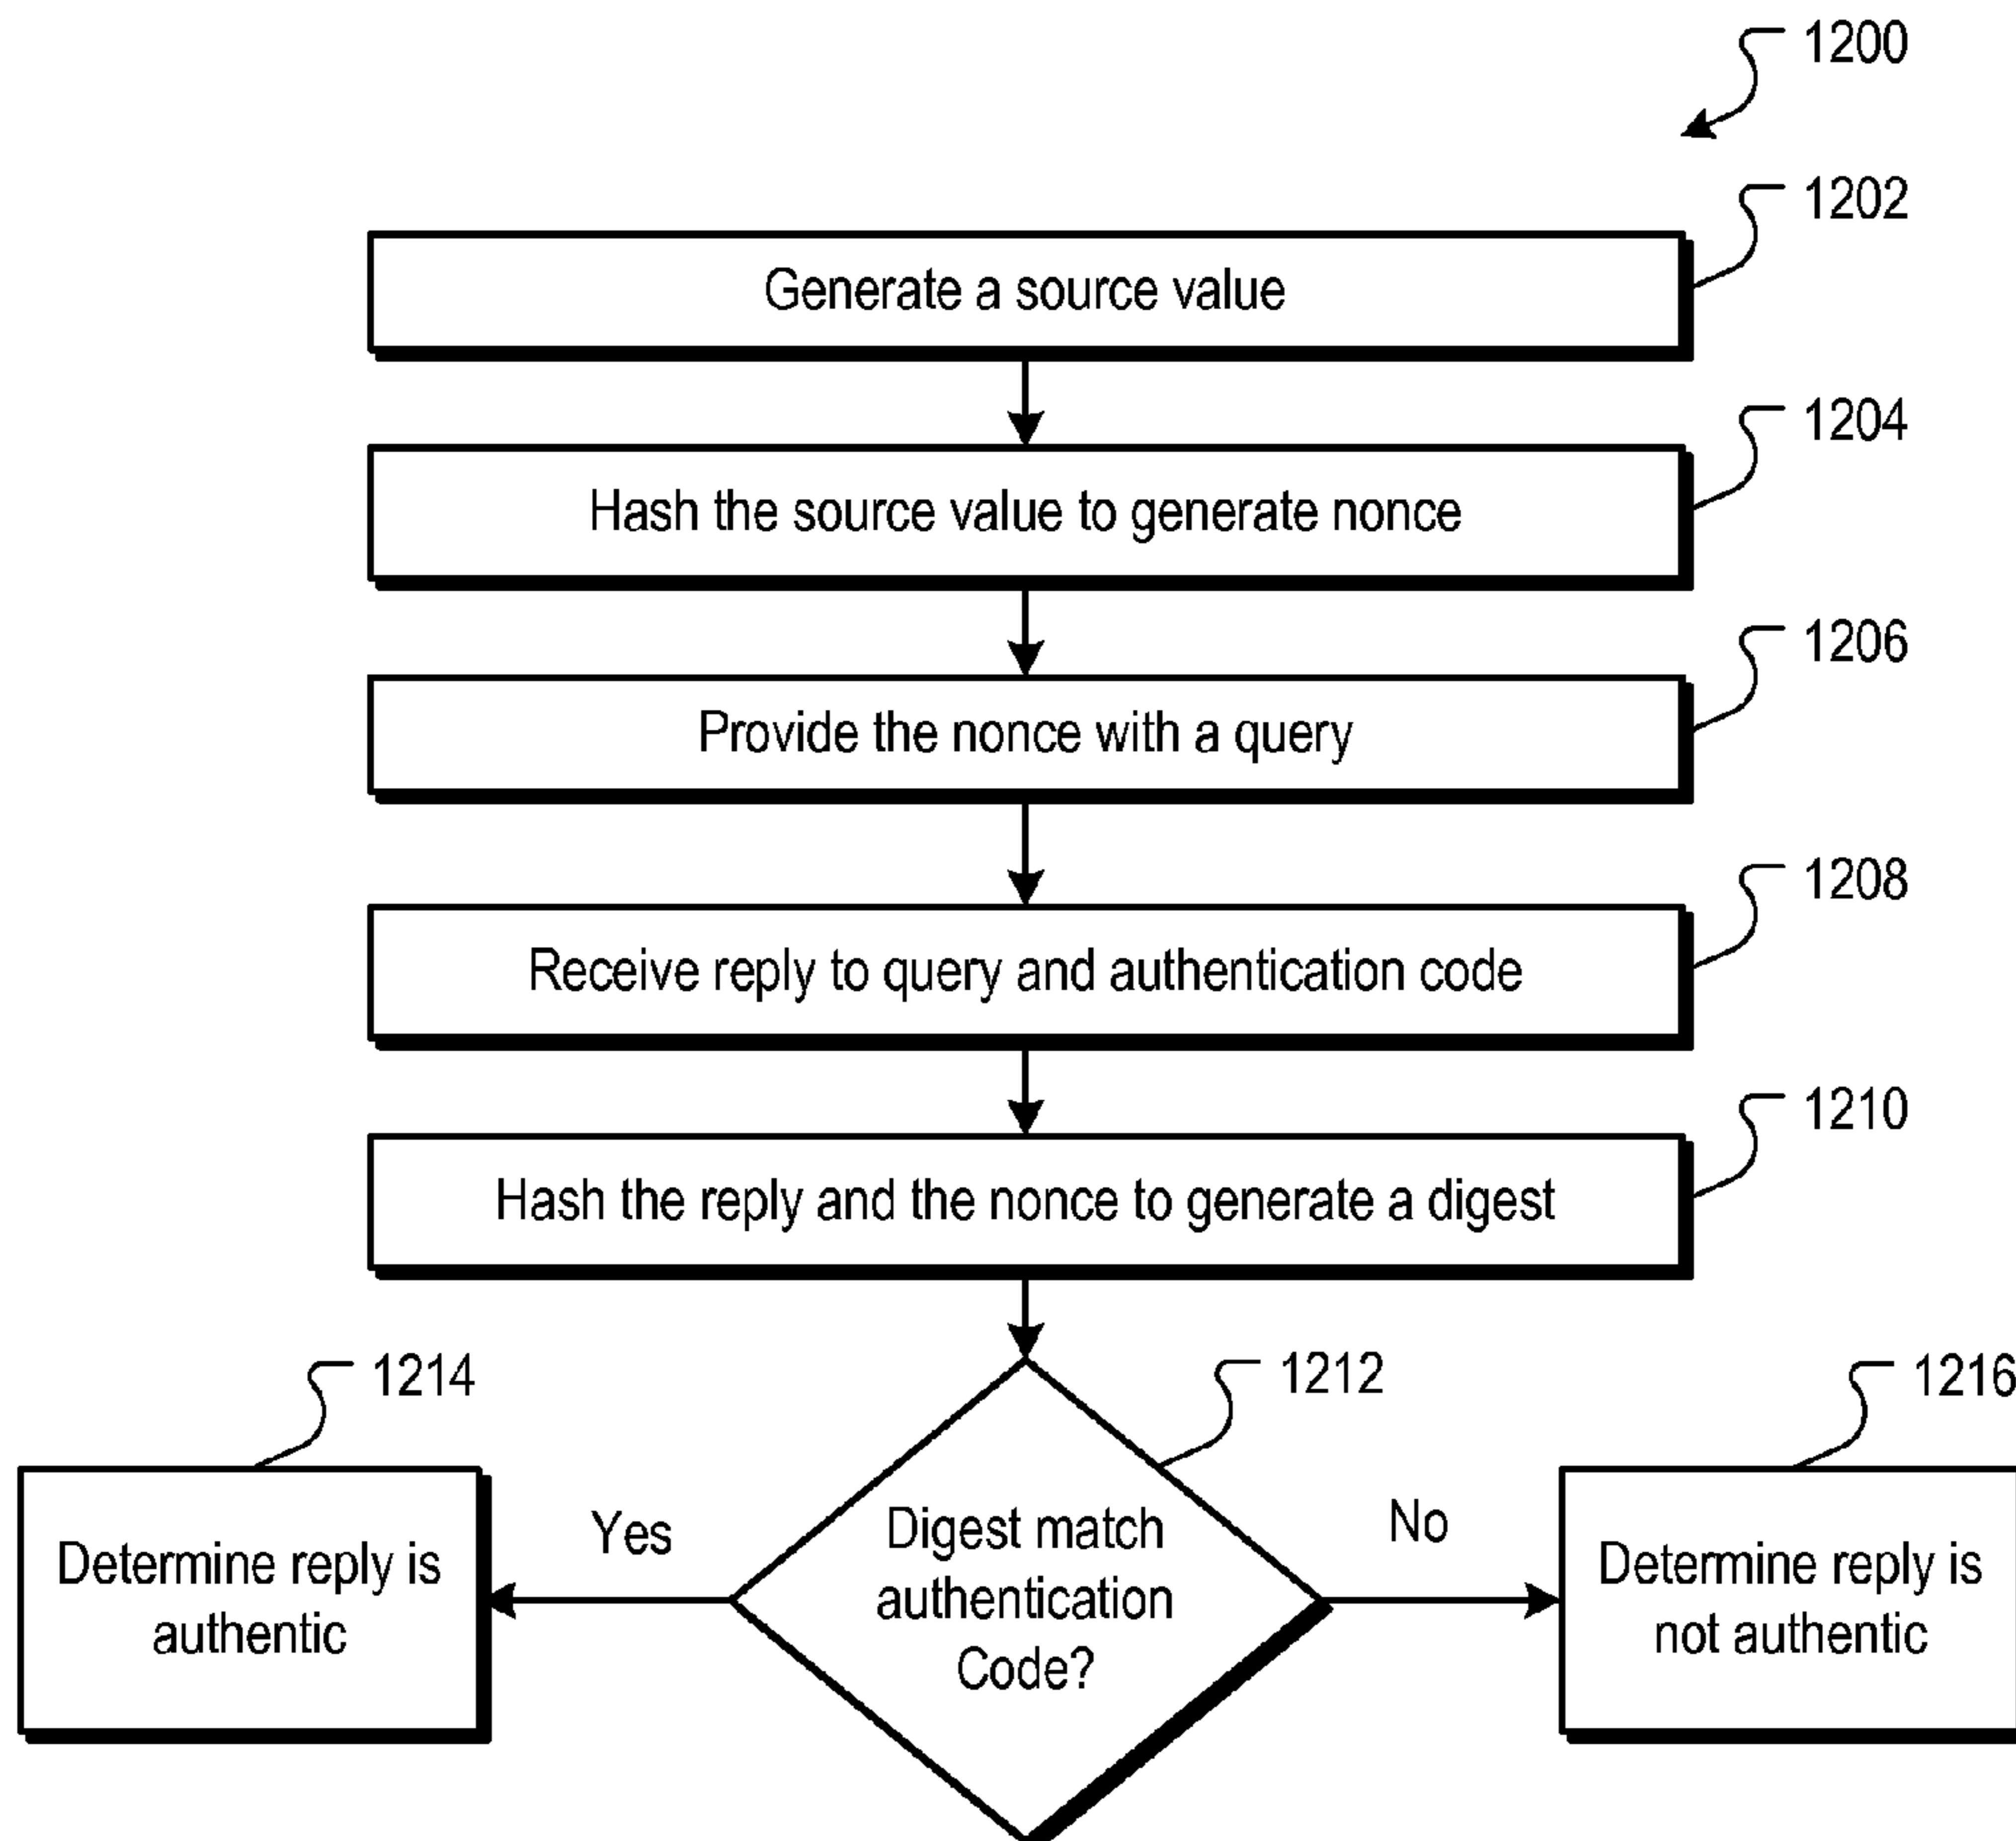 1200
1202
Generate a source value
1204
Hash the source value to generate nonce
1206
Provide the nonce with a query
1208
Receive reply to query and authentication code
1210
Hash the reply and the nonce to generate a digest
1214
1212
1216
Yes
No
Determine reply is
authentic
Digest match
authentication
Code?
Determine reply is
not authentic